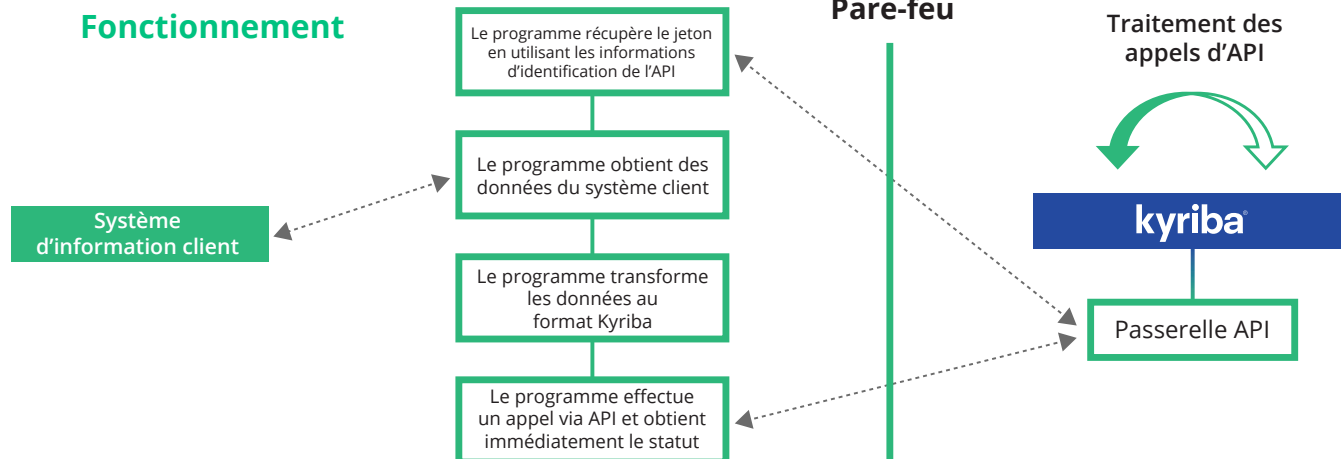 Fonctionnement
Le programme récupère le jeton
en utilisant les informations
d'identification de l'API
Pare-feu
Traitement des
appels d'API
Le programme obtient des
données du système client
Système
d'information client
kyriba
Le programme transforme
les données au
format Kyriba
Passerelle API
Le programme effectue
un appel via API et obtient
immédiatement le statut